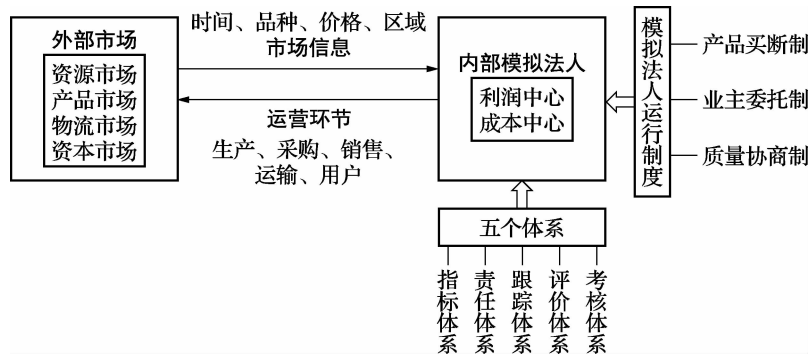 外部市场
资源市场
产品市场
物流市场
资本市场
时间、品种、价格、区域
市场信息
运营环节
生产、采购、销售、
运输、用户
内部模拟法人
利润中心
成本中心
模拟法人运行制度
产品买断制
业主委托制
质量协商制
五个体系
指标体系
责任体系
跟踪体系
评价体系
考核体系